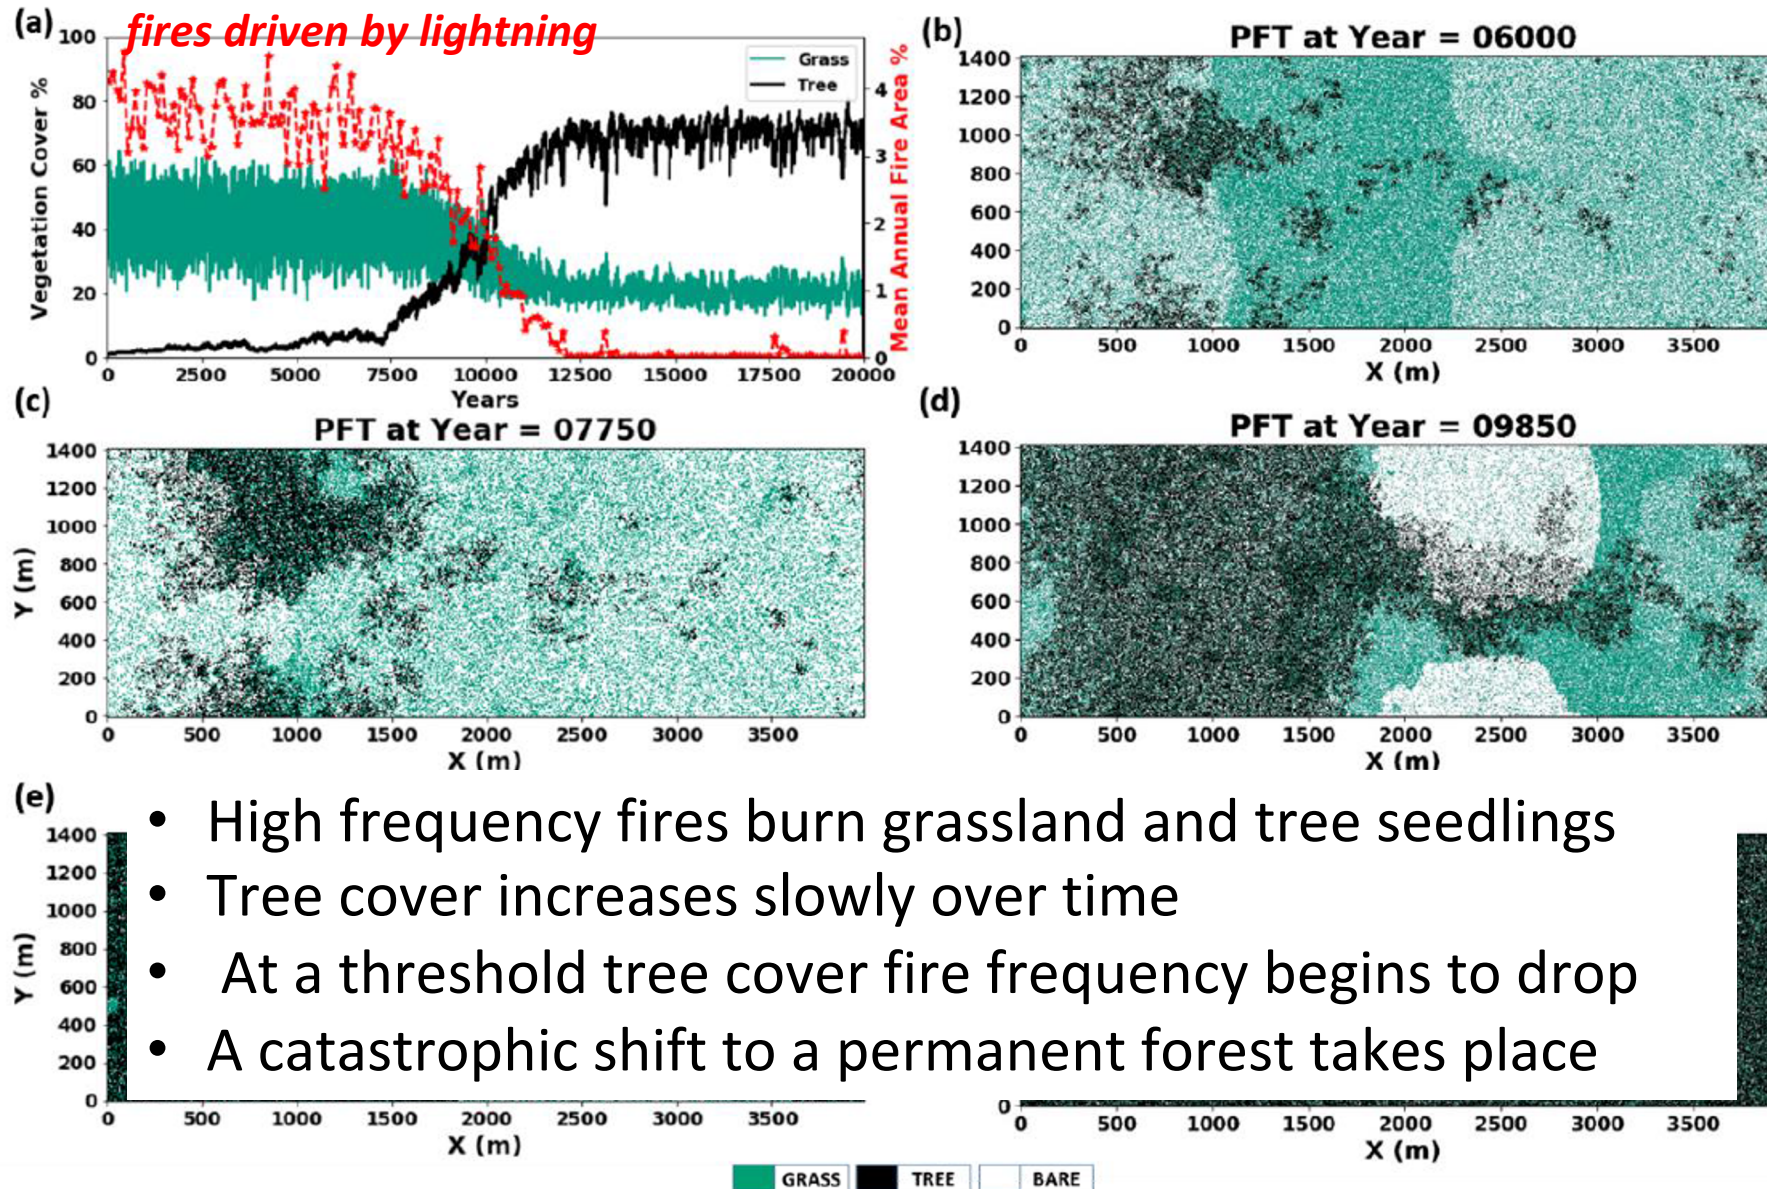 (a) fires driven by lightning
100
80
60
40
20
0
Vegetation Cover %
Grass
Tree
4
3
2
1
0
Mean Annual Fire Area %
0 2500 5000 7500 10000 12500 15000 17500 20000
Years
(b) PFT at Year = 06000
1400
1200
1000
800
600
400
200
0
0 500 1000 1500 2000 2500 3000 3500
X (m)
(c) PFT at Year = 07750
1400
1200
1000
800
600
400
200
0
Y (m)
0 500 1000 1500 2000 2500 3000 3500
X (m)
(d) PFT at Year = 09850
1400
1200
1000
800
600
400
200
0
0 500 1000 1500 2000 2500 3000 3500
X (m)
(e)
1400
1200
1000
800
600
400
200
0
Y (m)
• High frequency fires burn grassland and tree seedlings
• Tree cover increases slowly over time
• At a threshold tree cover fire frequency begins to drop
• A catastrophic shift to a permanent forest takes place
0 500 1000 1500 2000 2500 3000 3500
X (m)
0
0 500 1000 1500 2000 2500 3000 3500
X (m)
GRASS TREE BARE